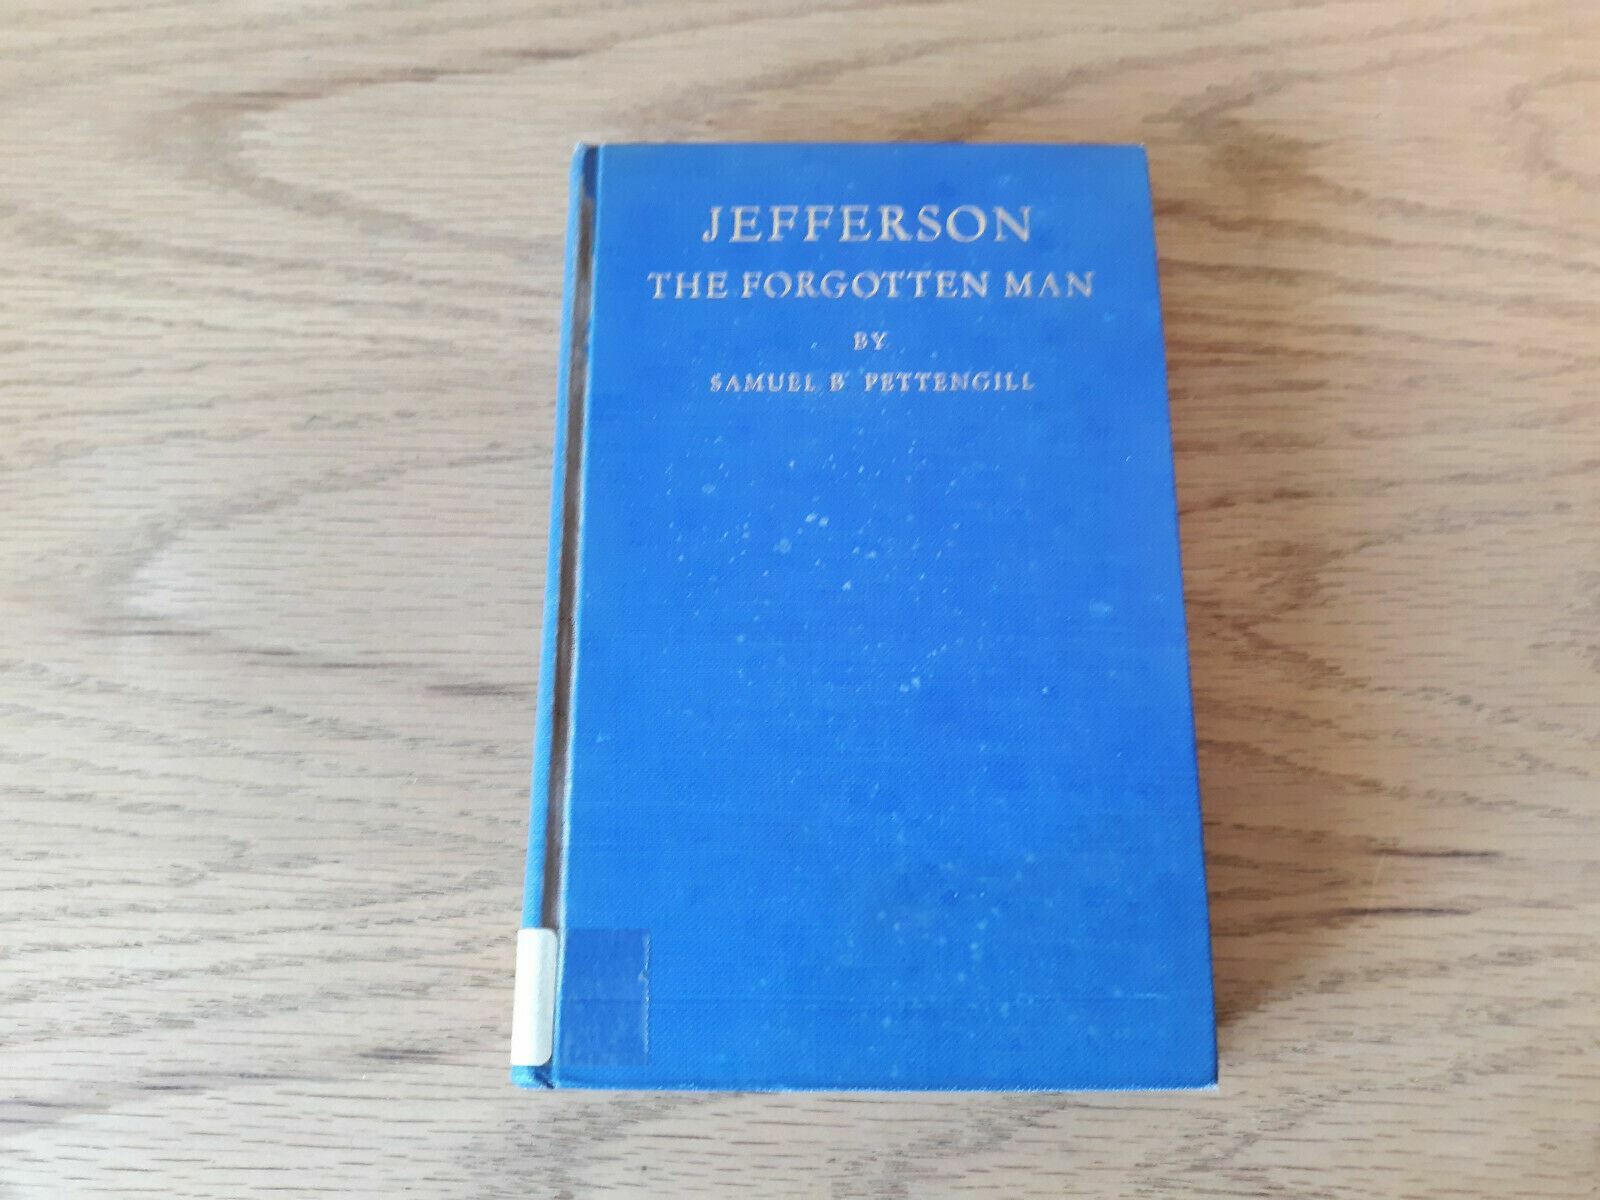 JEFFERSON
THE FORGOTTEN MAN
BY
SAMUEL B PETTENGILL